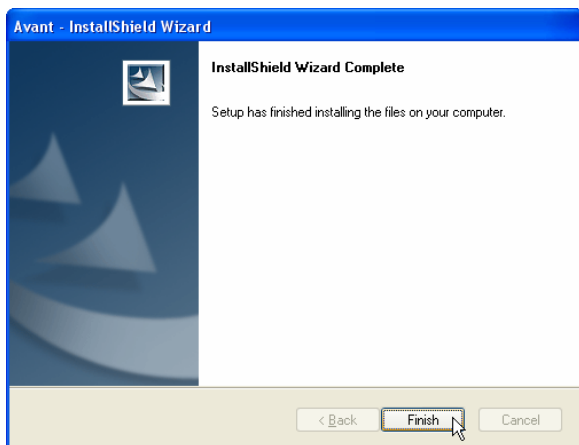 Avant - InstallShield Wizard
InstallShield Wizard Complete
Setup has finished installing the files on your computer.
< Back
Finish
Cancel